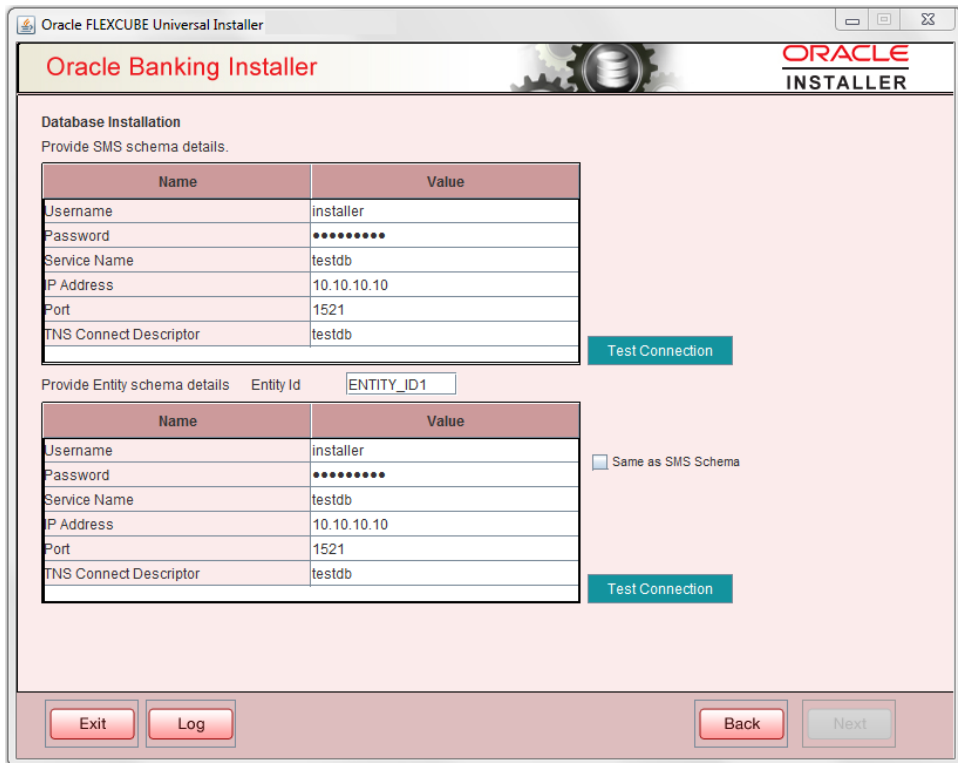 Oracle FLEXCUBE Universal Installer
Oracle Banking Installer
ORACLE
INSTALLER
Database Installation
Provide SMS schema details.
Name Value
Username installer
Password •••••••••
Service Name testdb
IP Address 10.10.10.10
Port 1521
TNS Connect Descriptor testdb
Test Connection
Provide Entity schema details Entity Id ENTITY_ID1
Name Value
Username installer
Password •••••••••
Service Name testdb
IP Address 10.10.10.10
Port 1521
TNS Connect Descriptor testdb
Same as SMS Schema
Test Connection
Exit Log Back Next